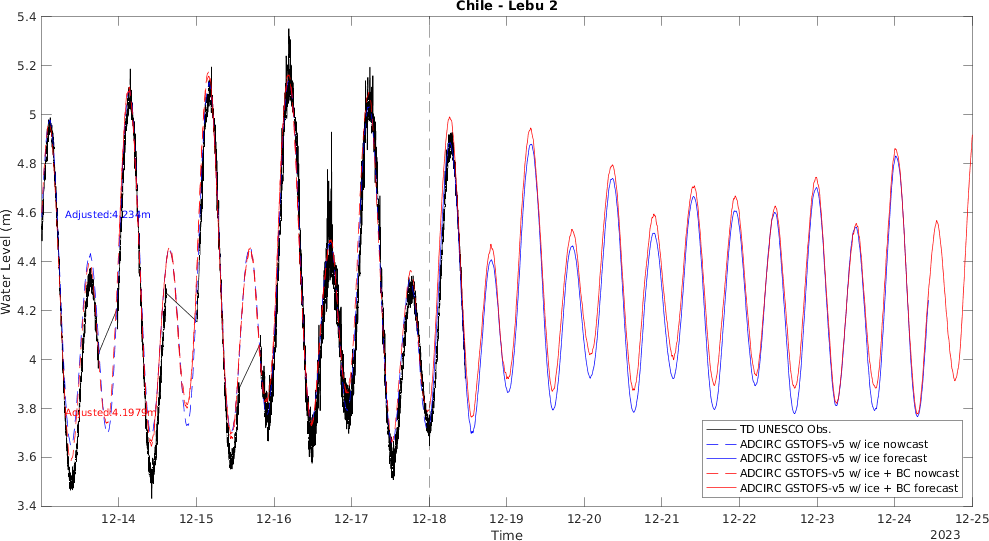 Chile - Lebu 2
Water Level (m)
5.4
5.2
5
4.8
4.6
4.4
4.2
4
3.8
3.6
3.4
Adjusted:4.234m
Adjusted:4.1979m
TD UNESCO Obs.
ADCIRC GSTOFS-v5 w/ ice nowcast
ADCIRC GSTOFS-v5 w/ ice forecast
ADCIRC GSTOFS-v5 w/ ice + BC nowcast
ADCIRC GSTOFS-v5 w/ ice + BC forecast
12-14 12-15 12-16 12-17 12-18 12-19 12-20 12-21 12-22 12-23 12-24 12-25
Time
2023